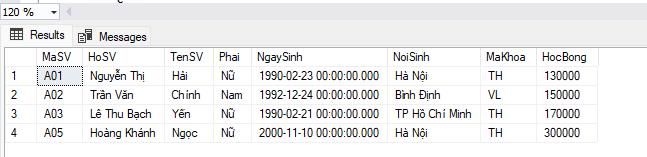 120 %
Results Messages
MaSV HoSV TenSV Phai NgaySinh NoiSinh MaKhoa HocBong
1 A01 Nguyễn Thị Hải Nữ 1990-02-23 00:00:00.000 Hà Nội TH 130000
2 A02 Trần Văn Chính Nam 1992-12-24 00:00:00.000 Bình Định VL 150000
3 A03 Lê Thu Bạch Yến Nữ 1990-02-21 00:00:00.000 TP Hồ Chí Minh TH 170000
4 A05 Hoàng Khánh Ngọc Nữ 2000-11-10 00:00:00.000 Hà Nội TH 300000